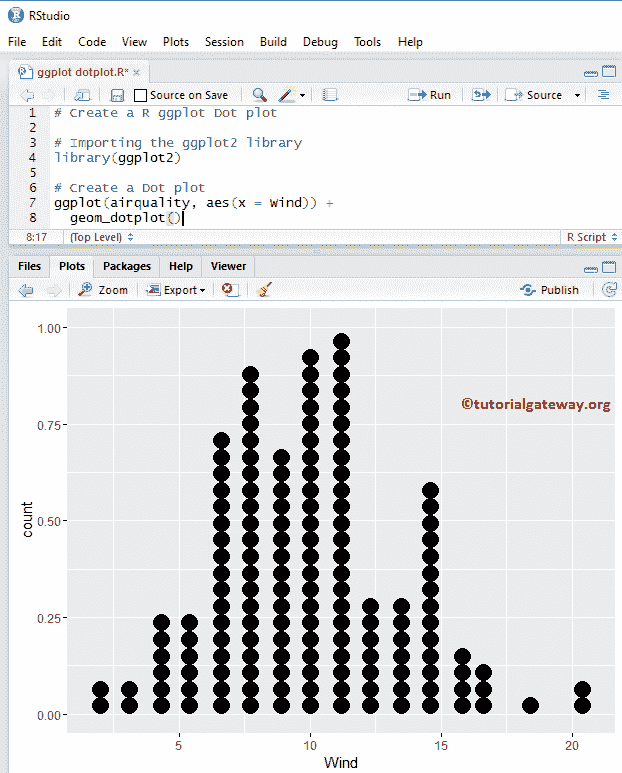 RStudio
File Edit Code View Plots Session Build Debug Tools Help
ggplot dotplot.R* ×
Source on Save Run Source
1 # Create a R ggplot Dot plot
2
3 # Importing the ggplot2 library
4 library(ggplot2)
5
6 # Create a Dot plot
7 ggplot(airquality, aes(x = Wind)) +
8 geom_dotplot()
8:17 (Top Level) R Script
Files Plots Packages Help Viewer
Zoom Export Publish
1.00
©tutorialgateway.org
0.75
count
0.50
0.25
0.00
5 10 15 20
Wind